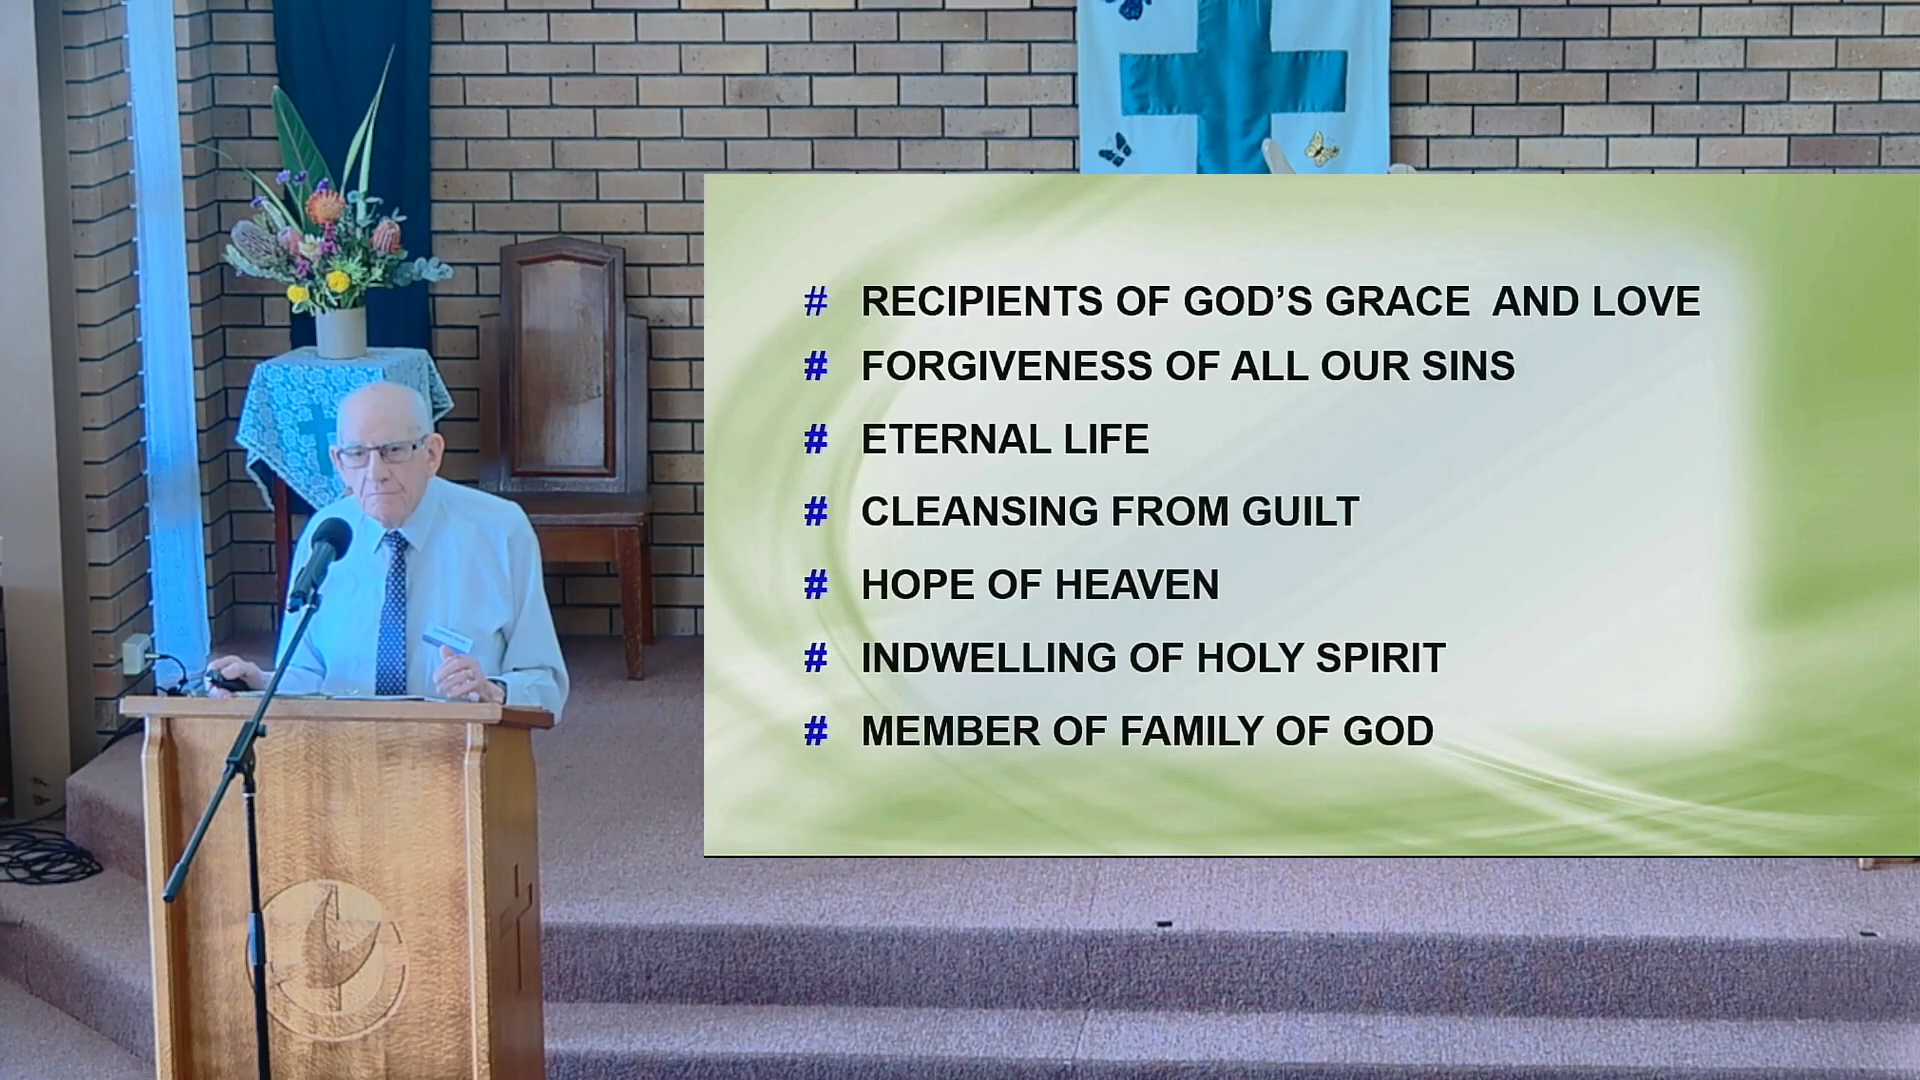 # RECIPIENTS OF GOD’S GRACE  AND LOVE
# FORGIVENESS OF ALL OUR SINS
# ETERNAL LIFE
# CLEANSING FROM GUILT
# HOPE OF HEAVEN
# INDWELLING OF HOLY SPIRIT
# MEMBER OF FAMILY OF GOD